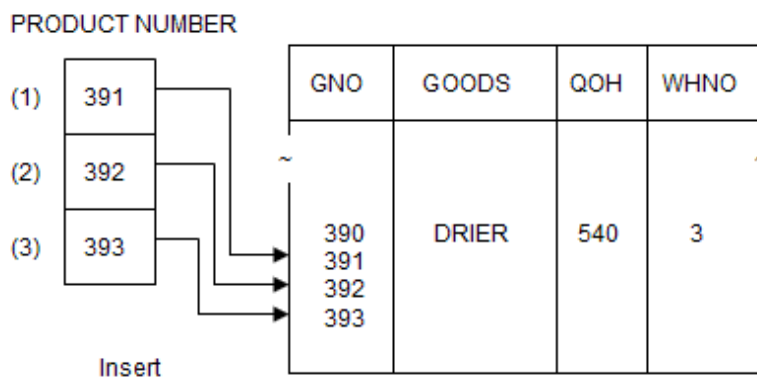 PRODUCT NUMBER
GNO GOODS QOH WHNO
(1) 391
(2) 392
(3) 393
~
390 DRIER 540 3
391
392
393
Insert